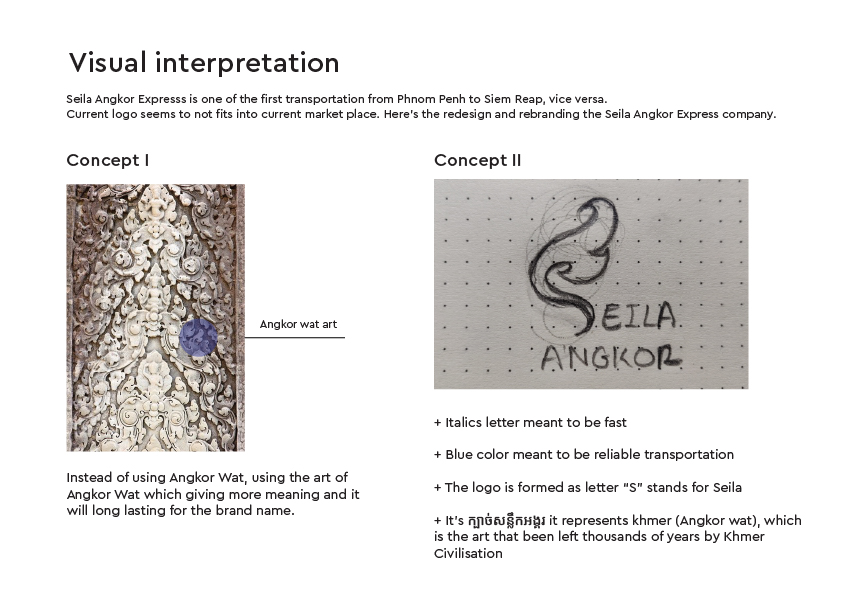 Visual interpretation
Seila Angkor Expresss is one of the first transportation from Phnom Penh to Siem Reap, vice versa.
Current logo seems to not fits into current market place. Here's the redesign and rebranding the Seila Angkor Express company.
Concept I
Angkor wat art
Instead of using Angkor Wat, using the art of
Angkor Wat which giving more meaning and it
will long lasting for the brand name.
Concept II
SEILA
ANGKOR
+ Italics letter meant to be fast
+ Blue color meant to be reliable transportation
+ The logo is formed as letter “S” stands for Seila
+ It's ក្បាច់សន្លឹកអង្គរ it represents khmer (Angkor wat), which
is the art that been left thousands of years by Khmer
Civilisation